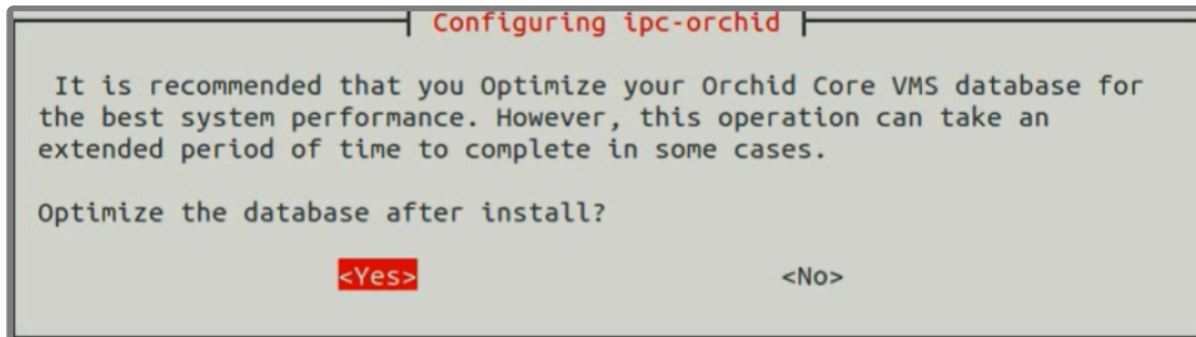 Configuring ipc-orchid
It is recommended that you Optimize your Orchid Core VMS database for
the best system performance. However, this operation can take an
extended period of time to complete in some cases.
Optimize the database after install?
<Yes> <No>